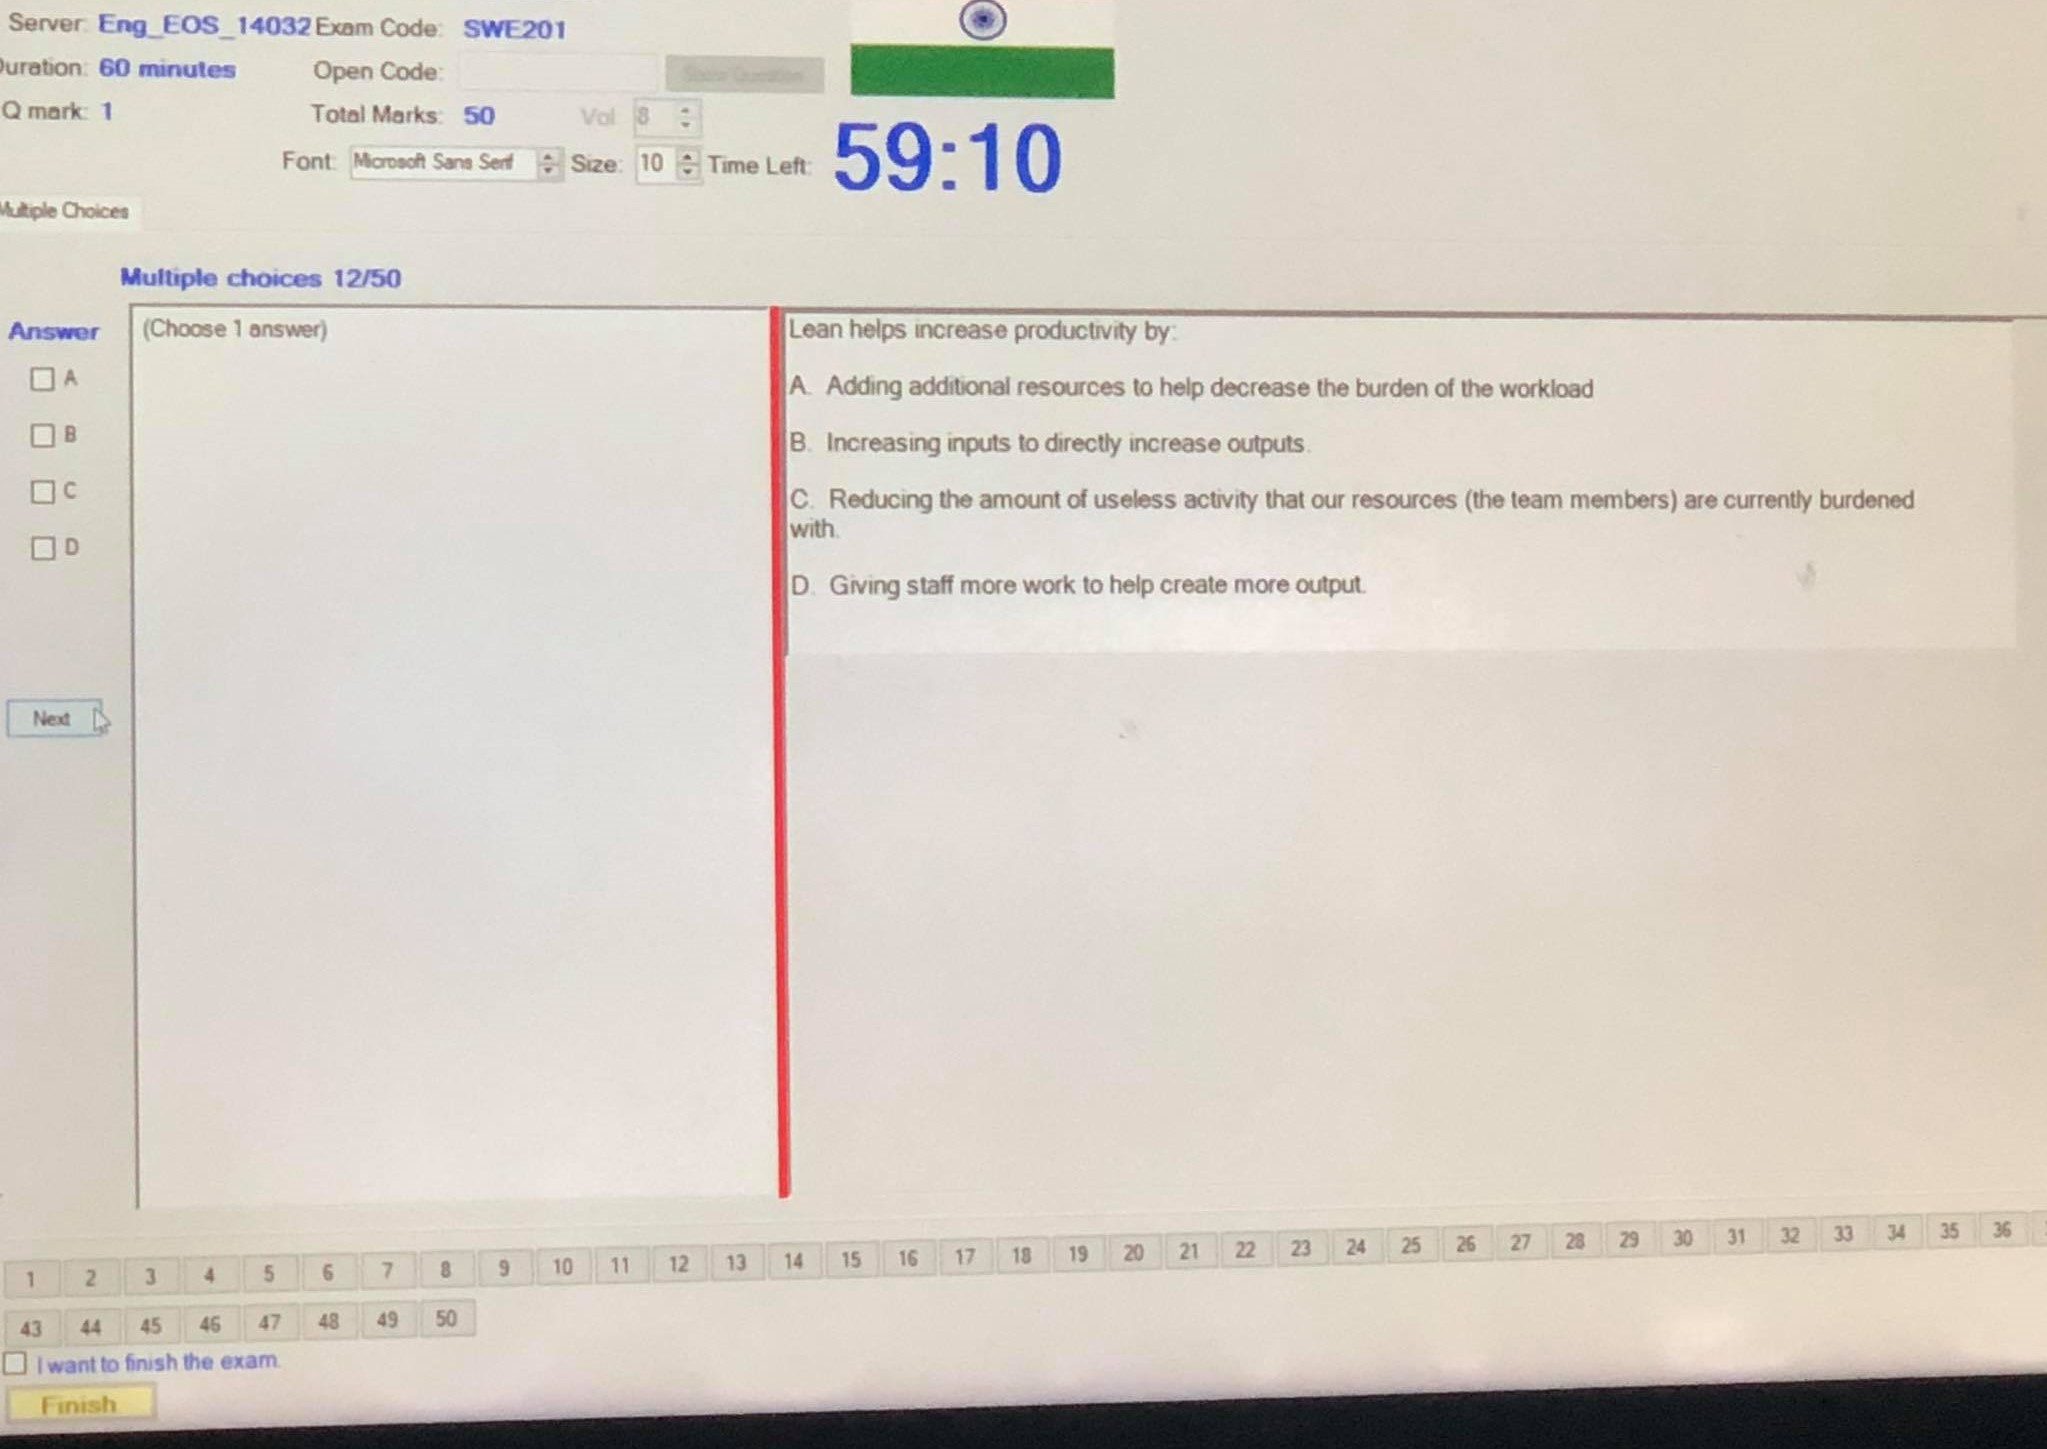 Server: Eng_EOS_14032 Exam Code: SWE201
Duration: 60 minutes Open Code: Show Question
Q mark: 1 Total Marks: 50 Vol 8
Font: Microsoft Sans Serif Size: 10 Time Left: 59:10
Multiple Choices
Multiple choices 12/50
Answer
(Choose 1 answer)
A
B
C
D
Next
Lean helps increase productivity by:
A. Adding additional resources to help decrease the burden of the workload
B. Increasing inputs to directly increase outputs.
C. Reducing the amount of useless activity that our resources (the team members) are currently burdened
with.
D. Giving staff more work to help create more output.
1 2 3 4 5 6 7 8 9 10 11 12 13 14 15 16 17 18 19 20 21 22 23 24 25 26 27 28 29 30 31 32 33 34 35 36
43 44 45 46 47 48 49 50
I want to finish the exam.
Finish